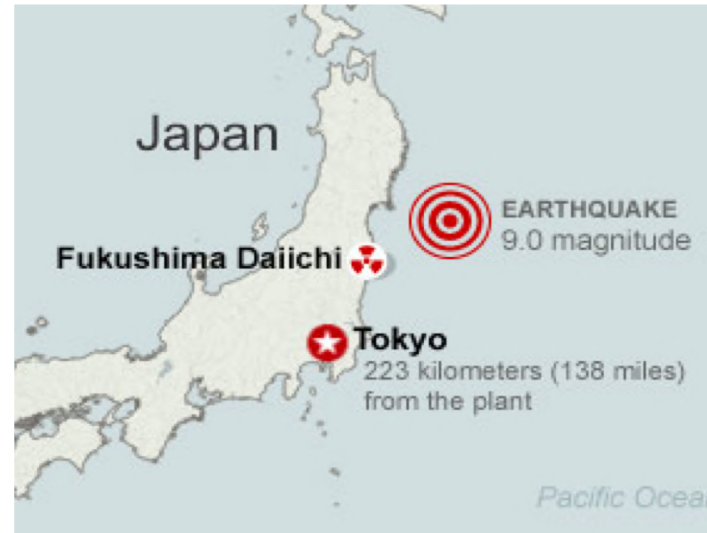 Japan
EARTHQUAKE
9.0 magnitude
Fukushima Daiichi
Tokyo
223 kilometers (138 miles)
from the plant
Pacific Ocea